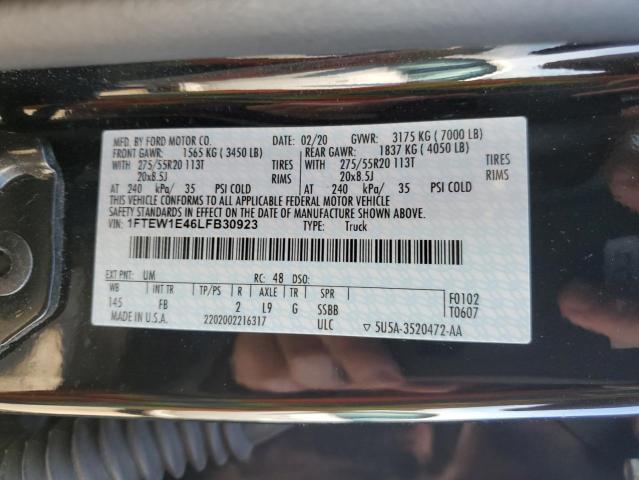 MFD. BY FORD MOTOR CO. DATE: 02/20 GVWR: 3175 KG ( 7000 LB)
FRONT GAWR: 1565 KG ( 3450 LB) REAR GAWR: 1837 KG ( 4050 LB)
WITH 275/55R20 113T TIRES WITH 275/55R20 113T TIRES
20x8.5J RIMS 20x8.5J RIMS
AT 240 kPa/ 35 PSI COLD AT 240 kPa/ 35 PSI COLD
THIS VEHICLE CONFORMS TO ALL APPLICABLE FEDERAL MOTOR VEHICLE
SAFETY STANDARDS IN EFFECT ON THE DATE OF MANUFACTURE SHOWN ABOVE.
VIN: 1FTEW1E46LFB30923 TYPE: Truck
EXT PNT: UM RC: 48 DSO:
WB INT TR TP/PS R AXLE TR SPR
145 FB 2 L9 G SSBB F0102
T0607
MADE IN U.S.A. 2202002216317 ULC ▽ 5U5A-3520472-AA